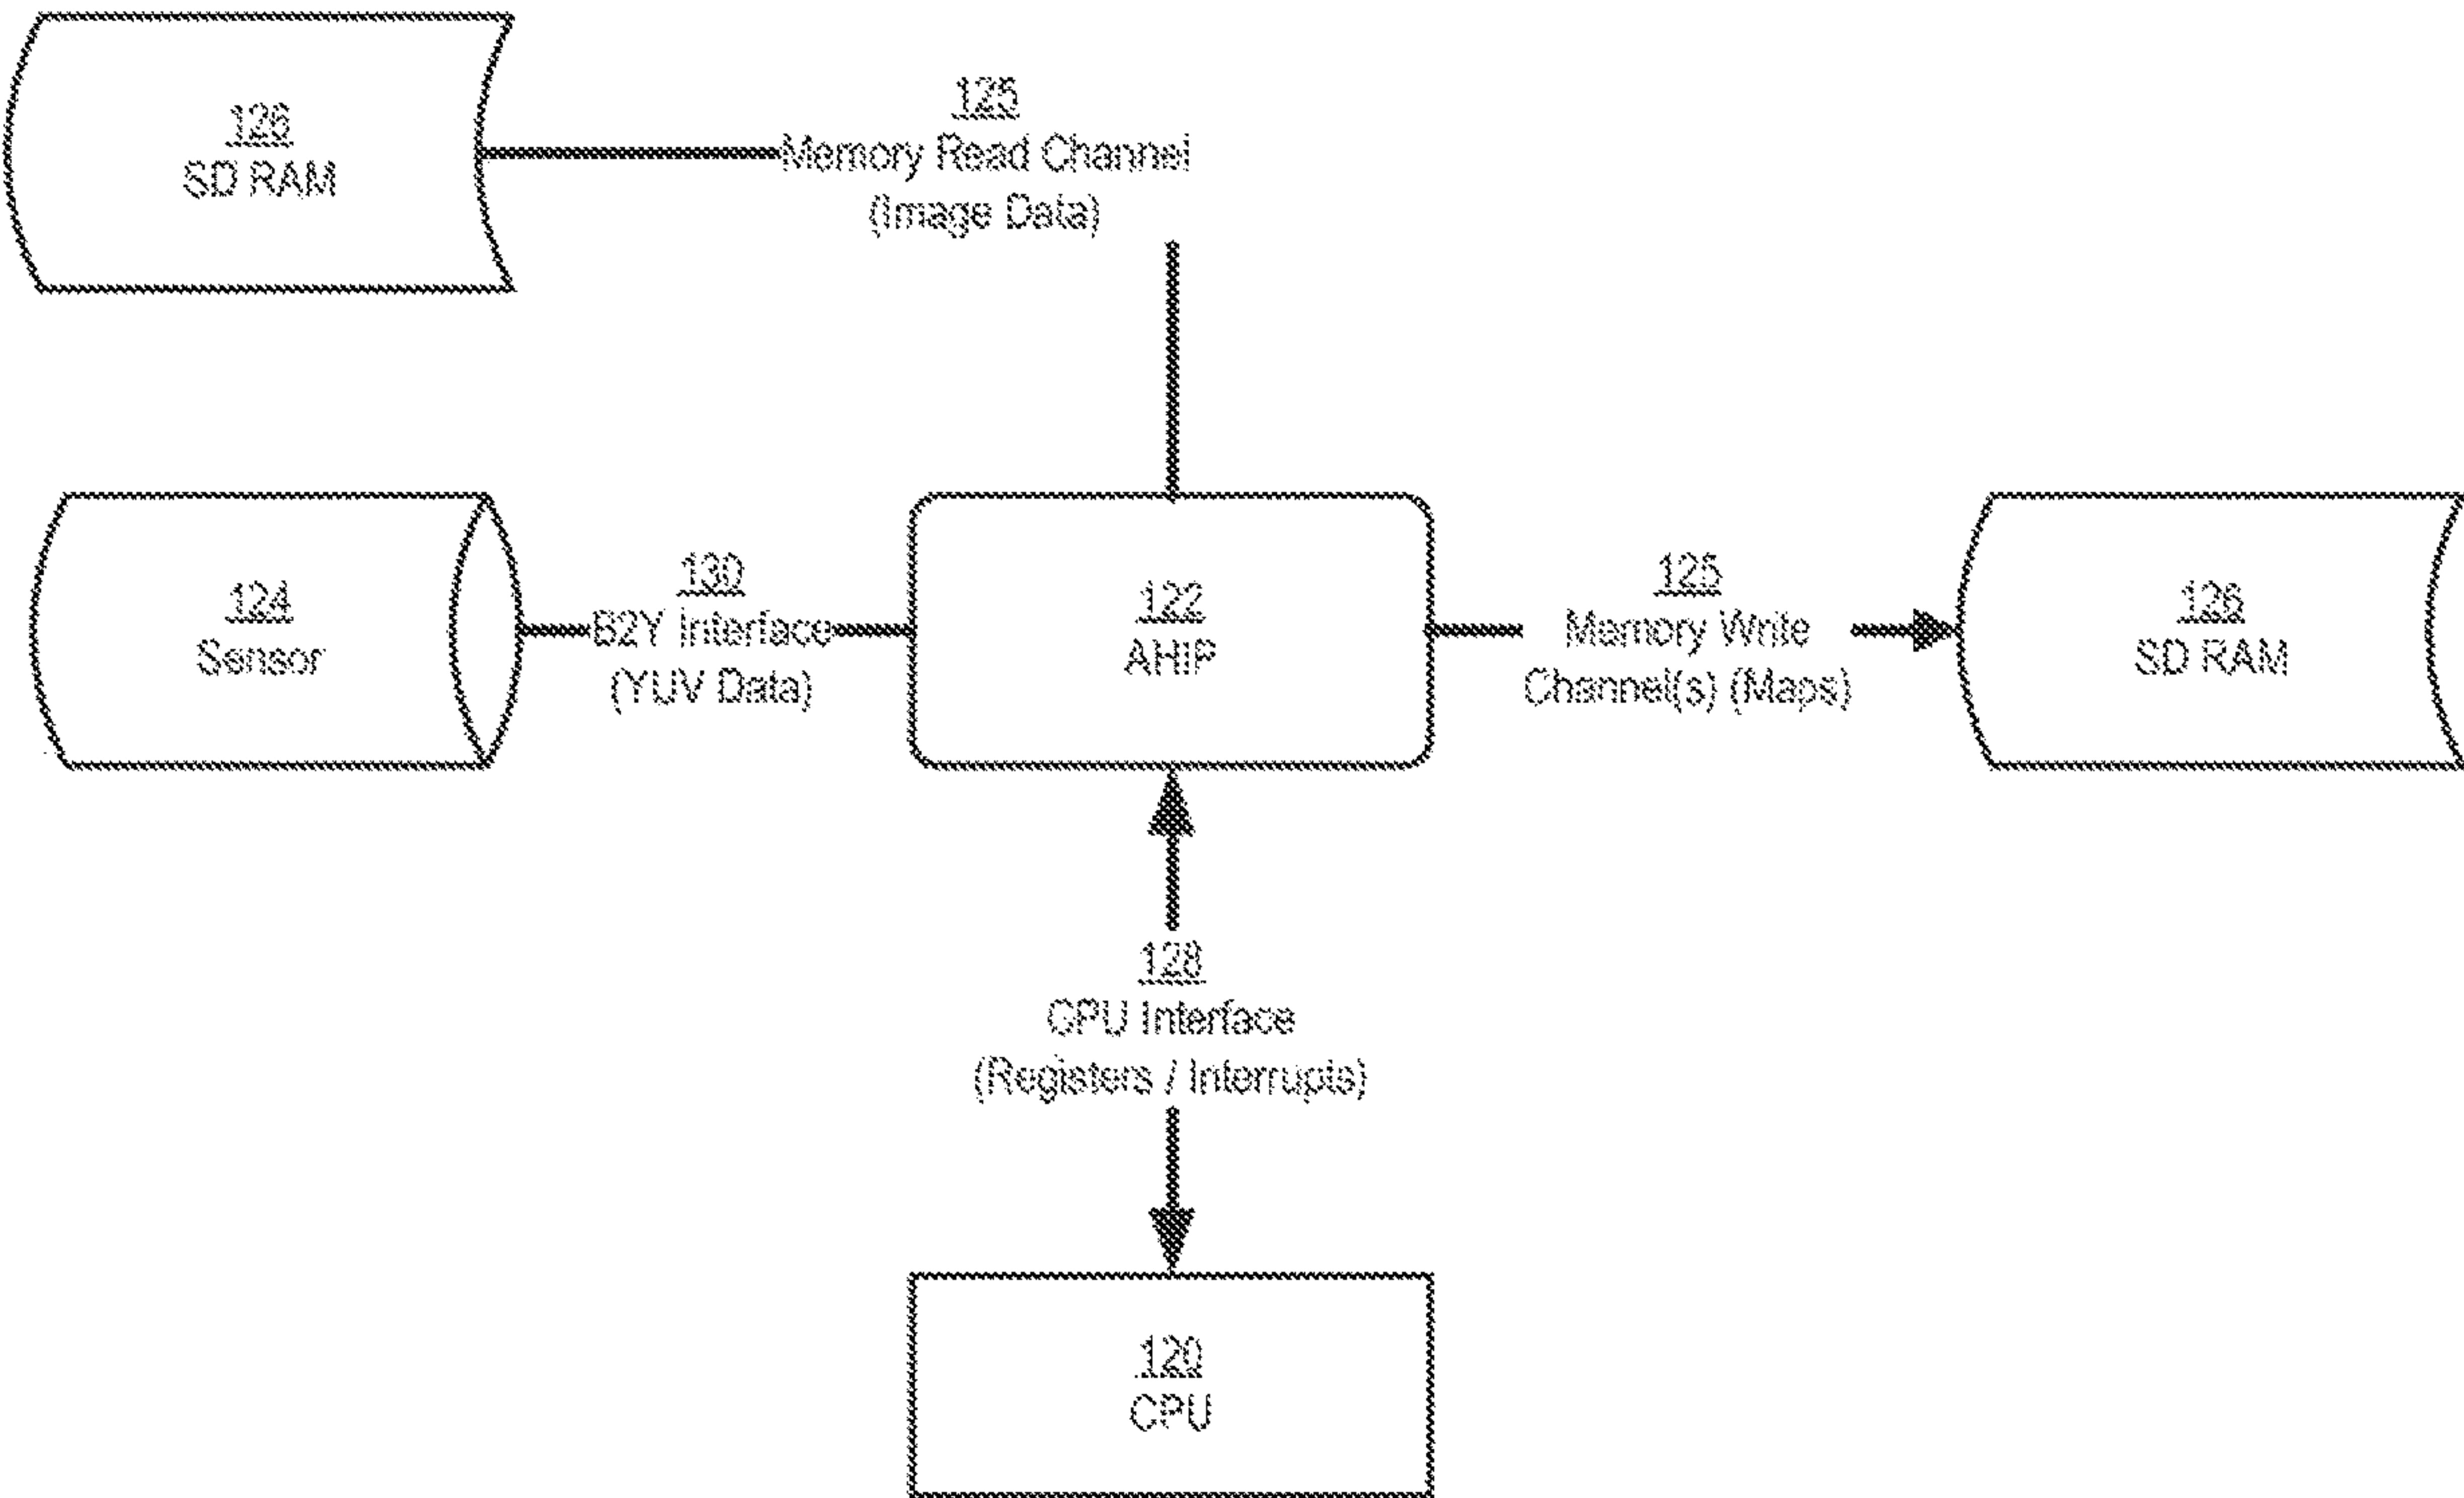 126
SD RAM
125
Memory Read Channel
(Image Data)
124
Sensor
130
B2Y Interface
(YUV Data)
122
AHIP
125
Memory Write
Channel(s) (Maps)
126
SD RAM
128
CPU Interface
(Registers / Interrupts)
120
CPU